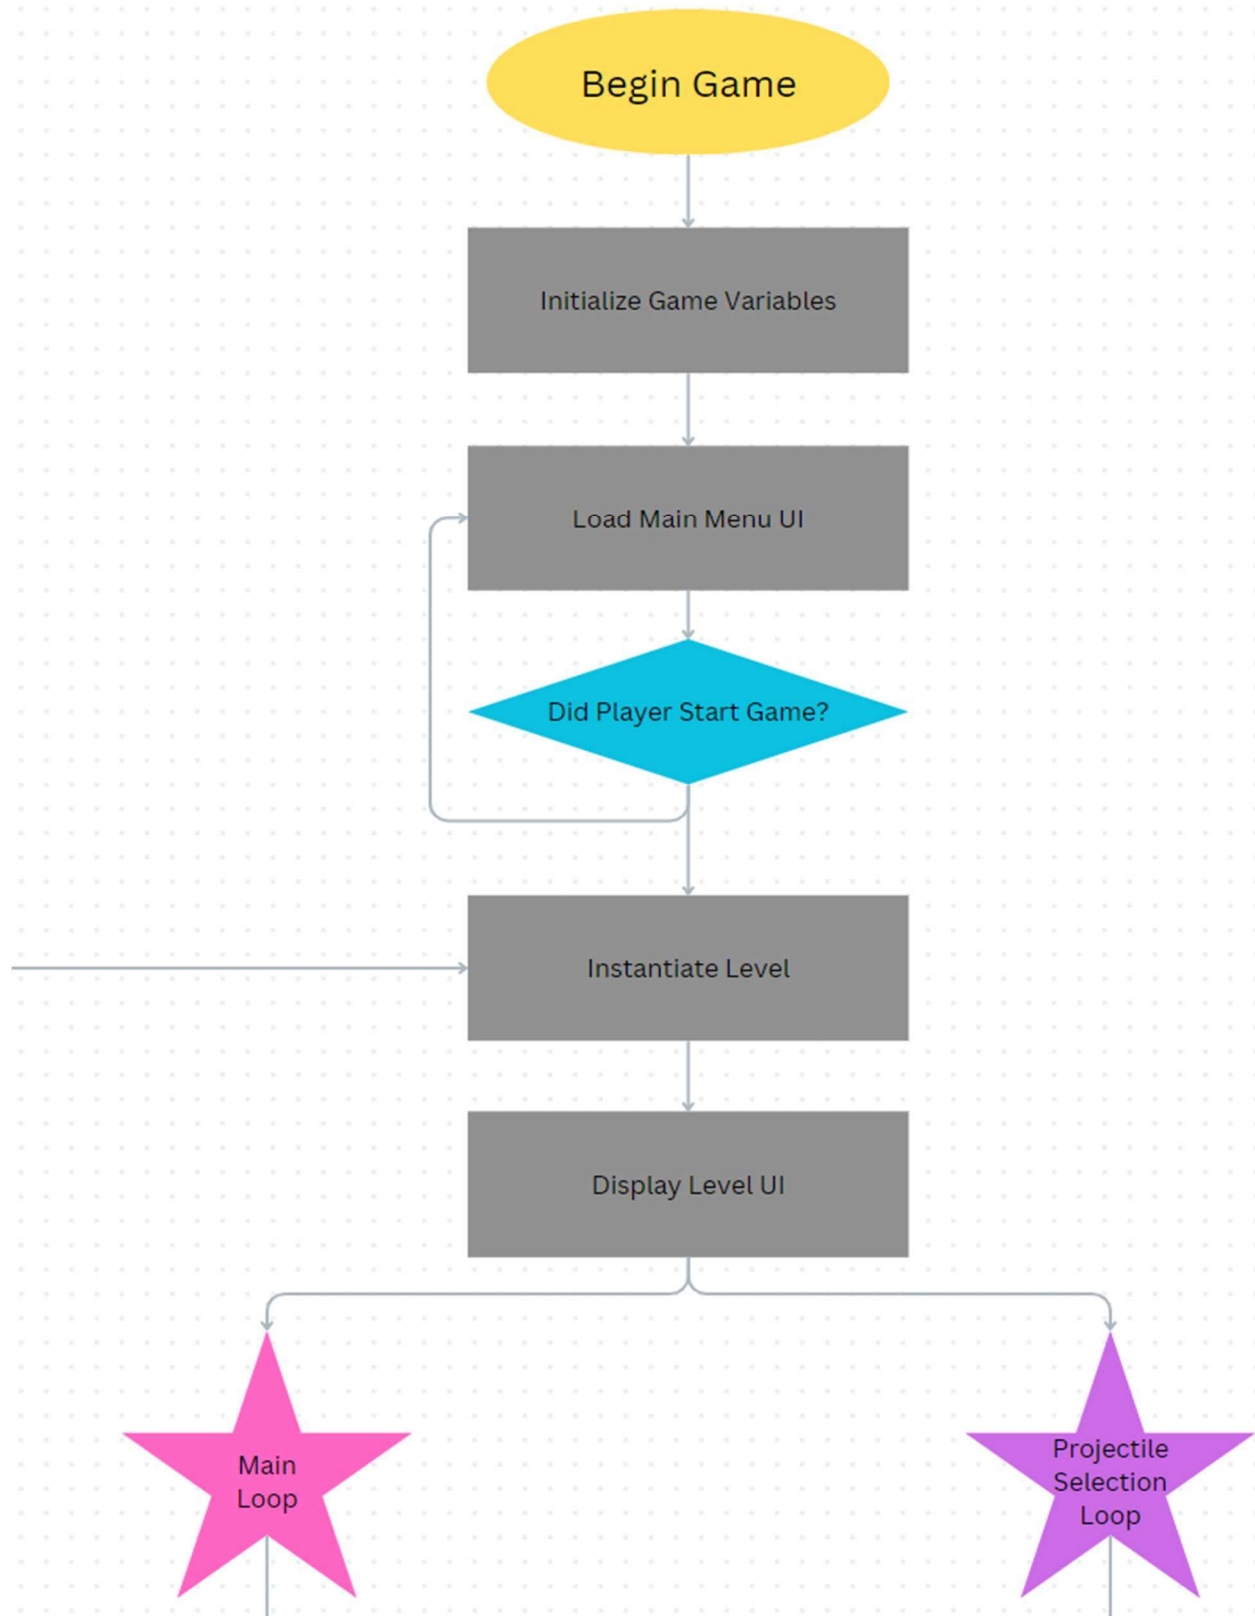 Begin Game
Initialize Game Variables
Load Main Menu UI
Did Player Start Game?
Instantiate Level
Display Level UI
Main
Loop
Projectile
Selection
Loop